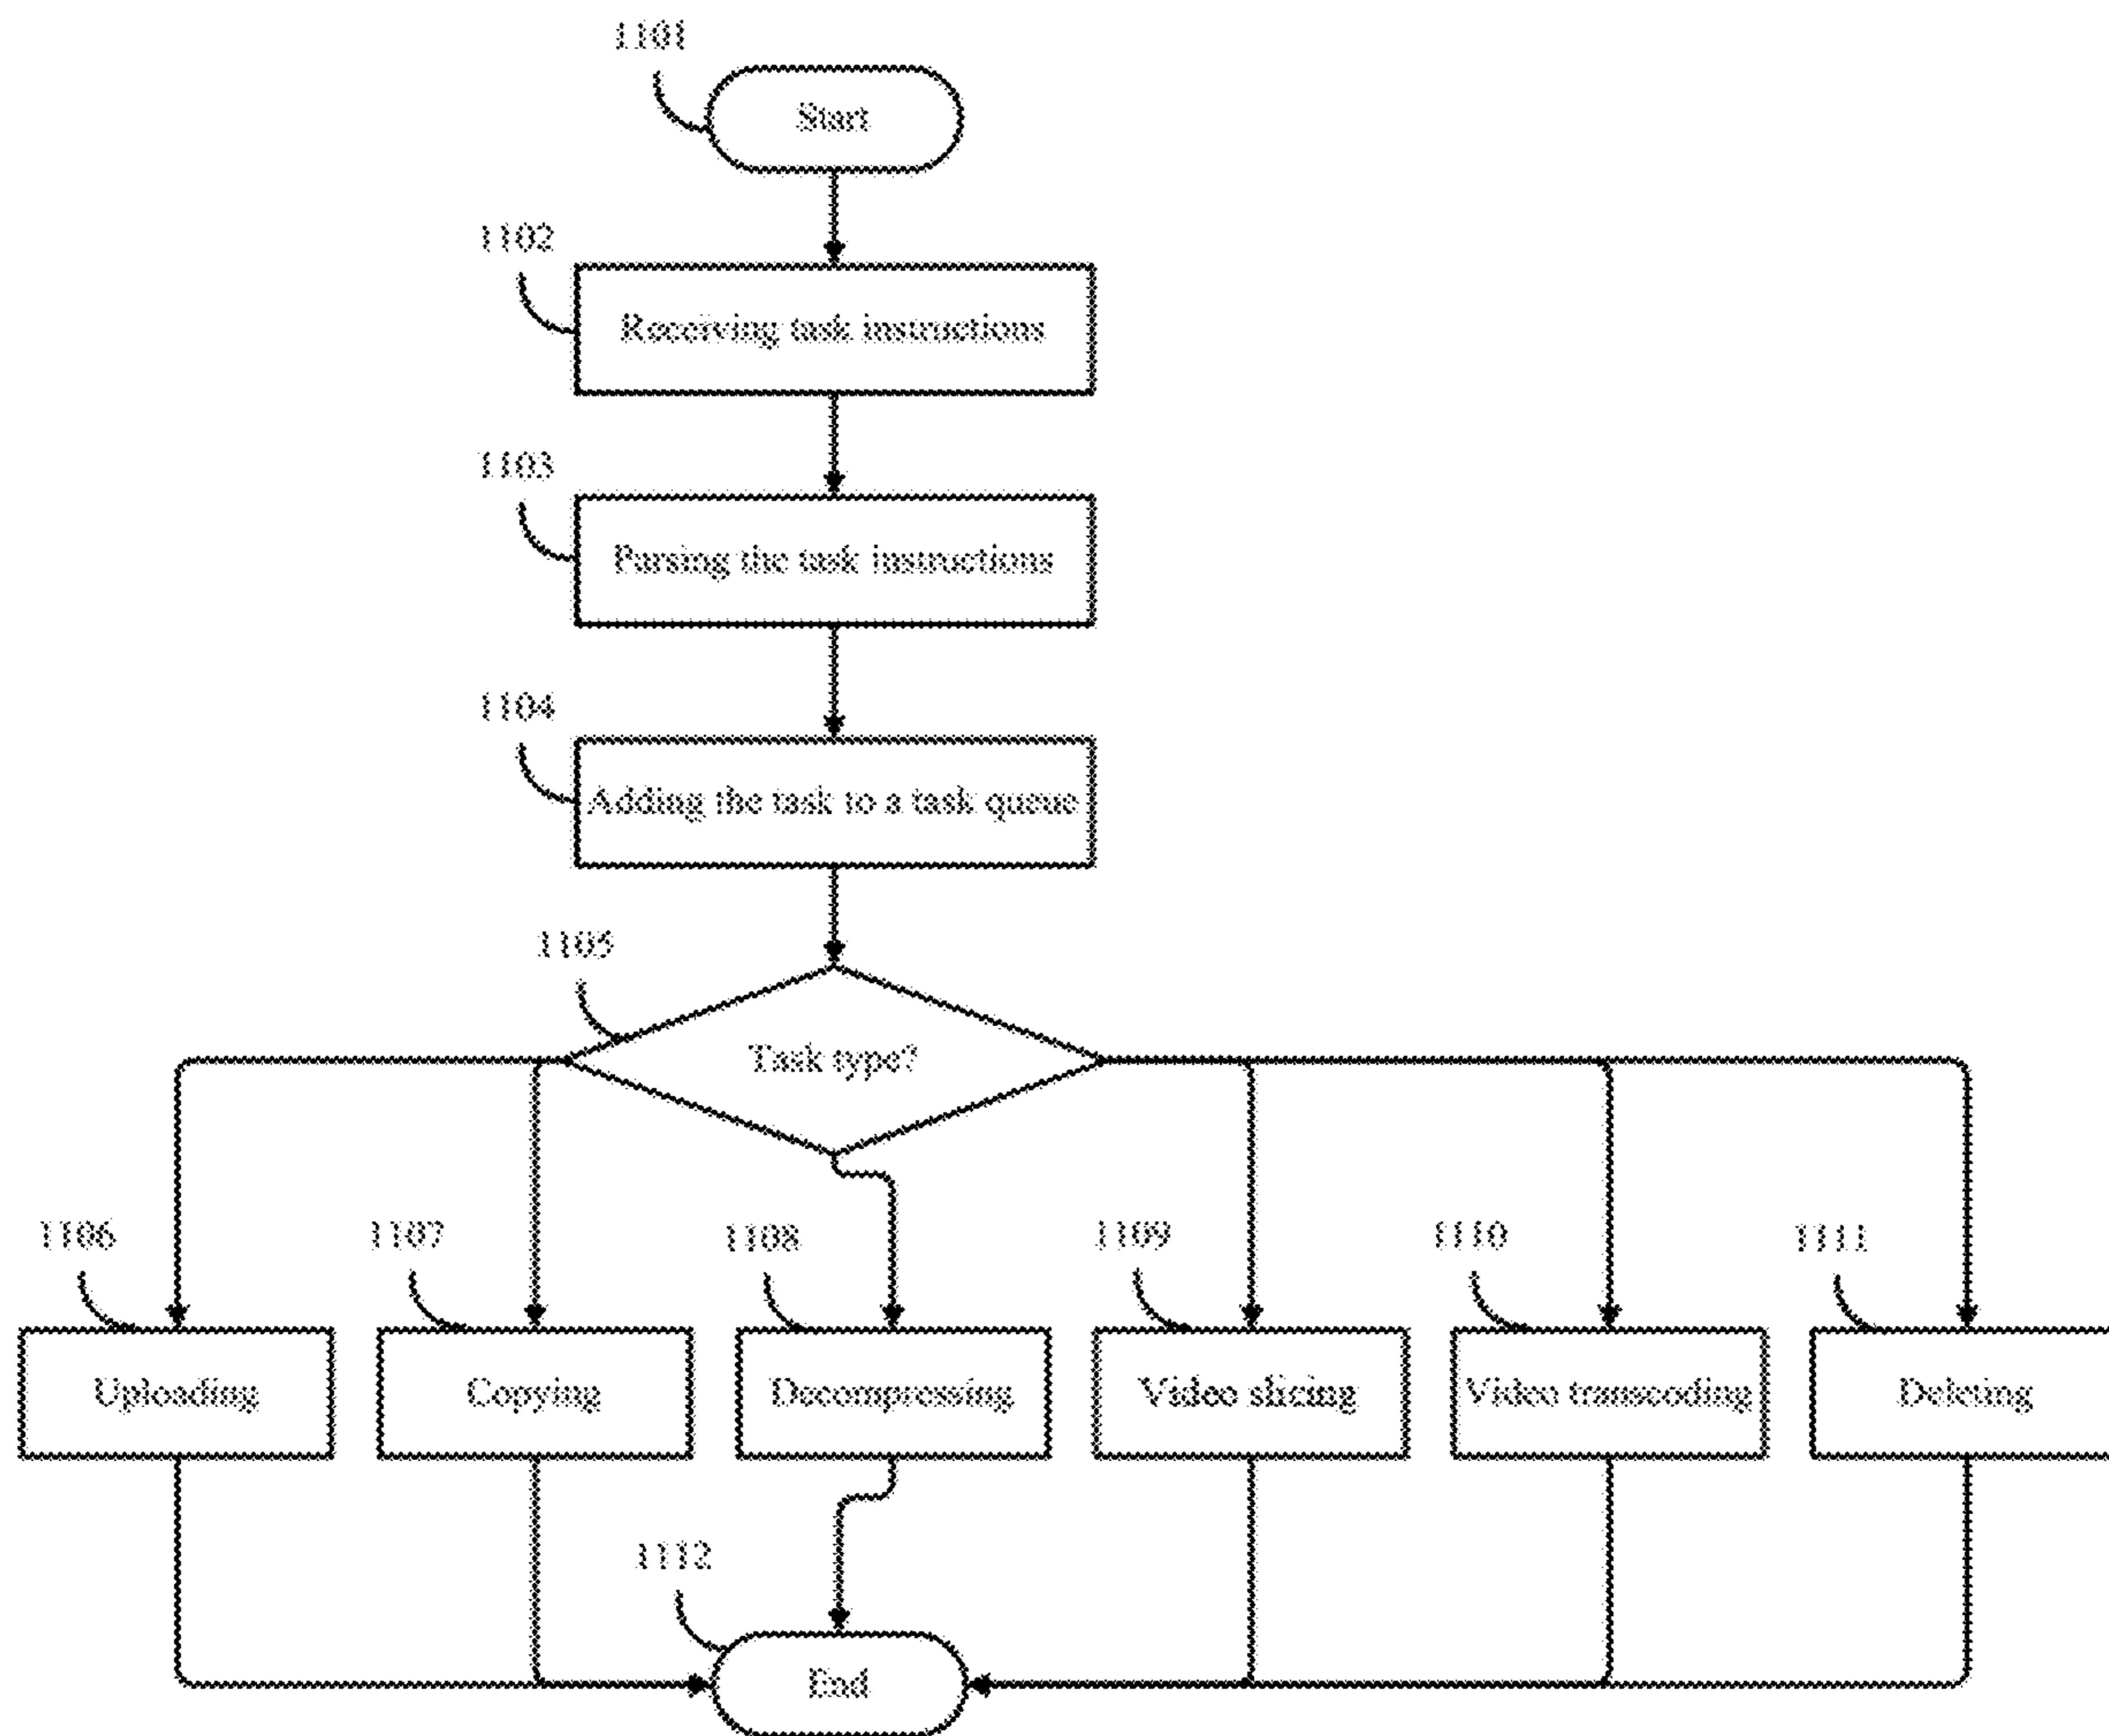 1101
Start
1102
Receiving task instructions
1103
Parsing the task instructions
1104
Adding the task to a task queue
1105
Task type?
1106
1107
1108
1109
1110
1111
Uploading
Copying
Decompressing
Video slicing
Video transcoding
Deleting
1112
End